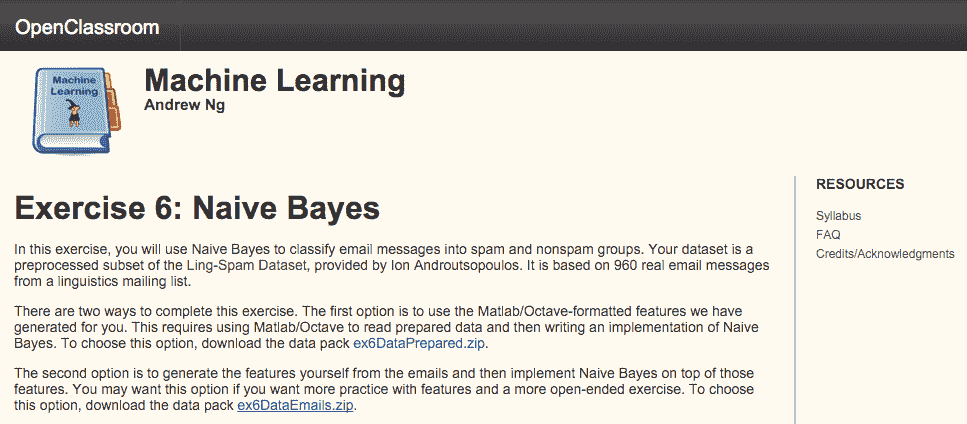 OpenClassroom
Machine
Learning
Machine Learning
Andrew Ng
Exercise 6: Naive Bayes
In this exercise, you will use Naive Bayes to classify email messages into spam and nonspam groups. Your dataset is a
preprocessed subset of the Ling-Spam Dataset, provided by Ion Androutsopoulos. It is based on 960 real email messages
from a linguistics mailing list.
There are two ways to complete this exercise. The first option is to use the Matlab/Octave-formatted features we have
generated for you. This requires using Matlab/Octave to read prepared data and then writing an implementation of Naive
Bayes. To choose this option, download the data pack ex6DataPrepared.zip.
The second option is to generate the features yourself from the emails and then implement Naive Bayes on top of those
features. You may want this option if you want more practice with features and a more open-ended exercise. To choose
this option, download the data pack ex6DataEmails.zip.
RESOURCES
Syllabus
FAQ
Credits/Acknowledgments